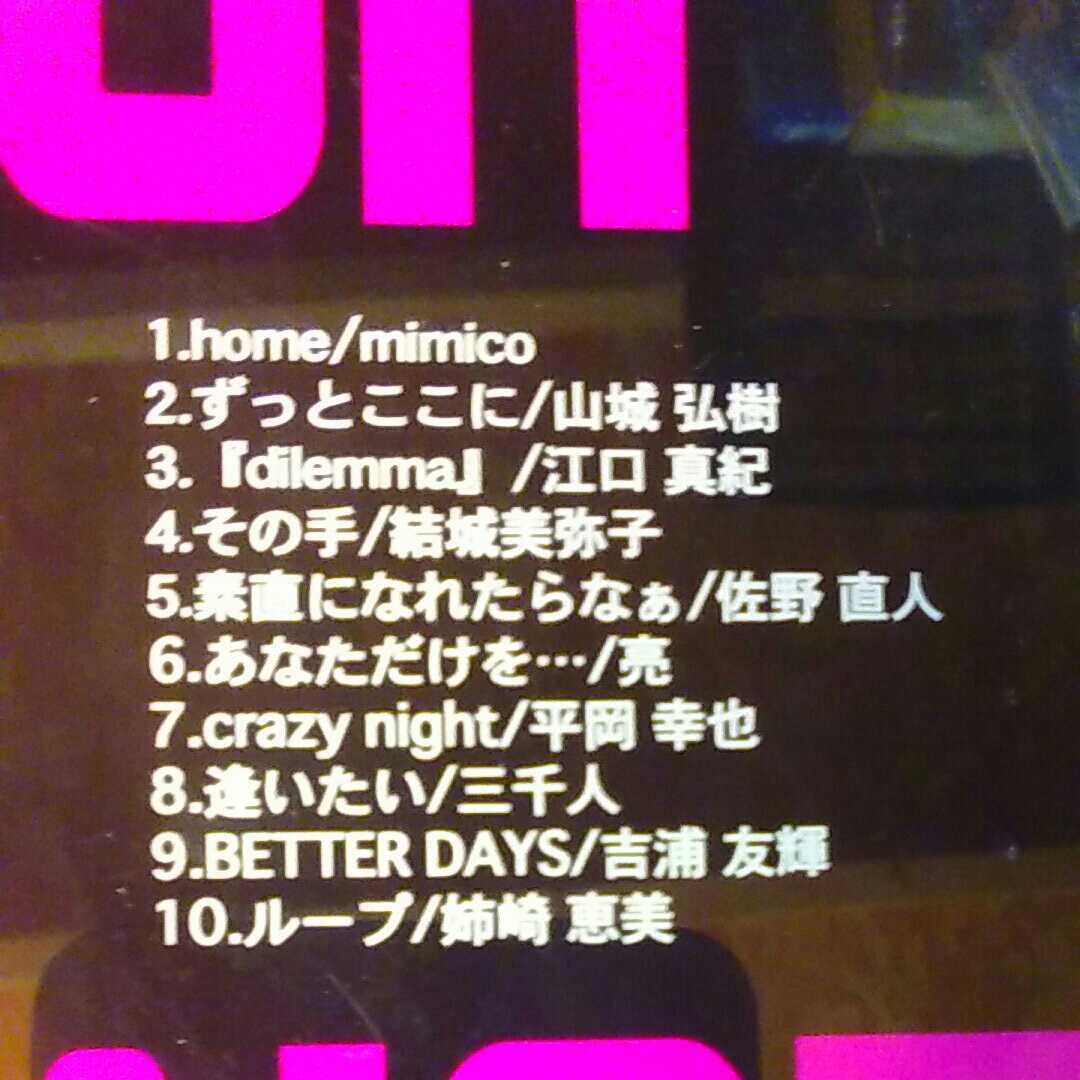 1.home/mimico
2.ずっとここに/山城 弘樹
3.『dilemma』/江口 真紀
4.その手/結城美弥子
5.素直になれたらなぁ/佐野 直人
6.あなただけを…/亮
7.crazy night/平岡 幸也
8.逢いたい/三千人
9.BETTER DAYS/吉浦 友輝
10.ループ/姉崎 恵美